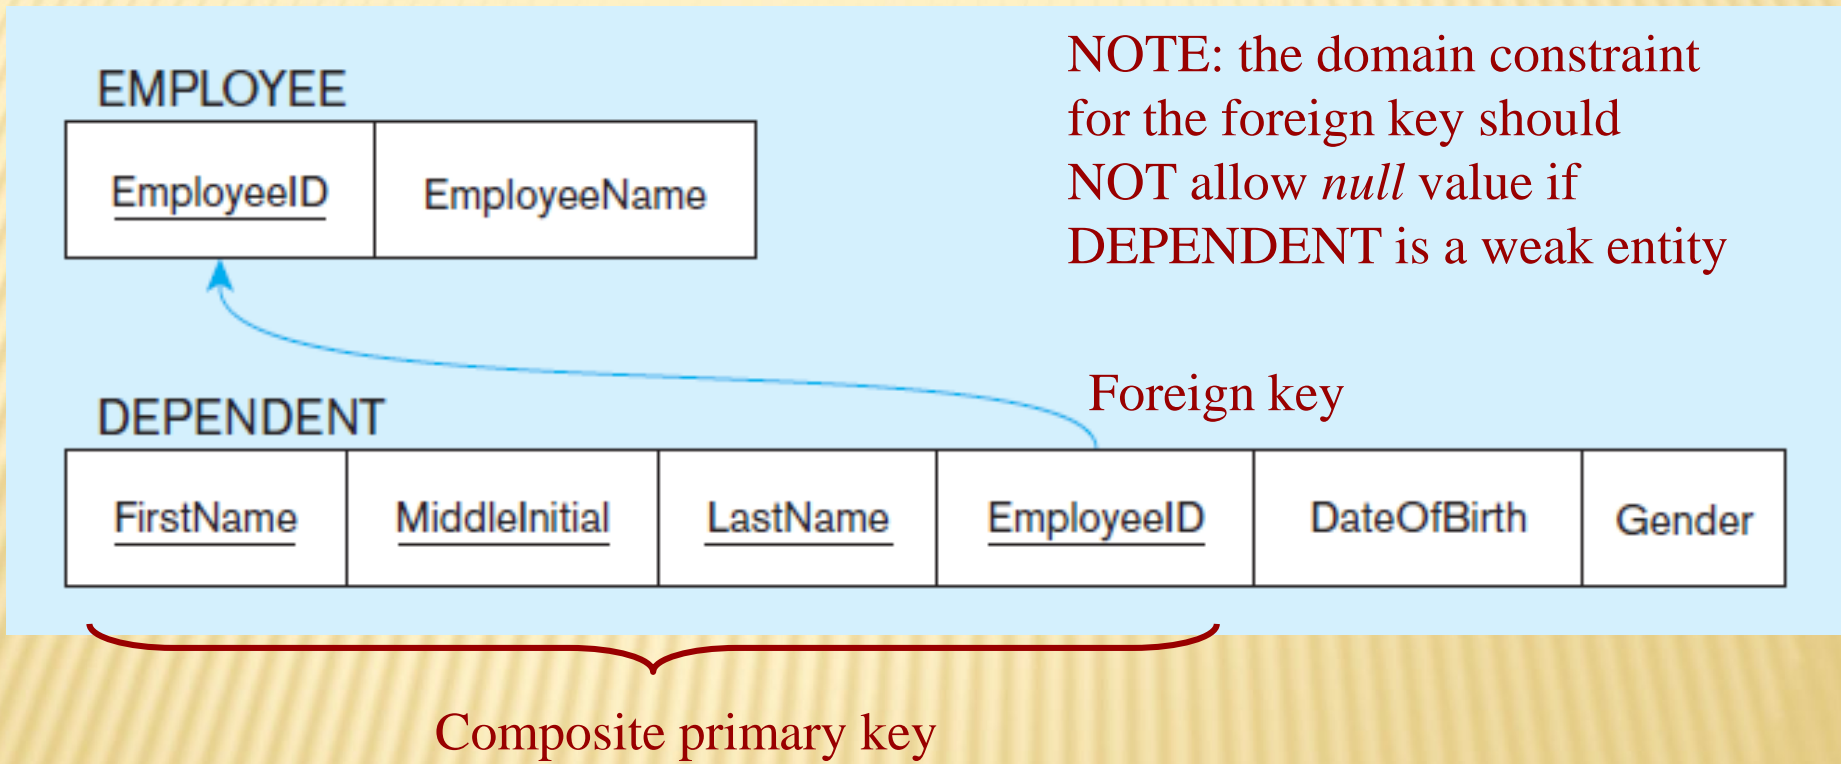 NOTE: the domain constraint
for the foreign key should
NOT allow null value if
DEPENDENT is a weak entity
EMPLOYEE
EmployeeID EmployeeName
Foreign key
DEPENDENT
FirstName MiddleInitial LastName EmployeeID DateOfBirth Gender
Composite primary key